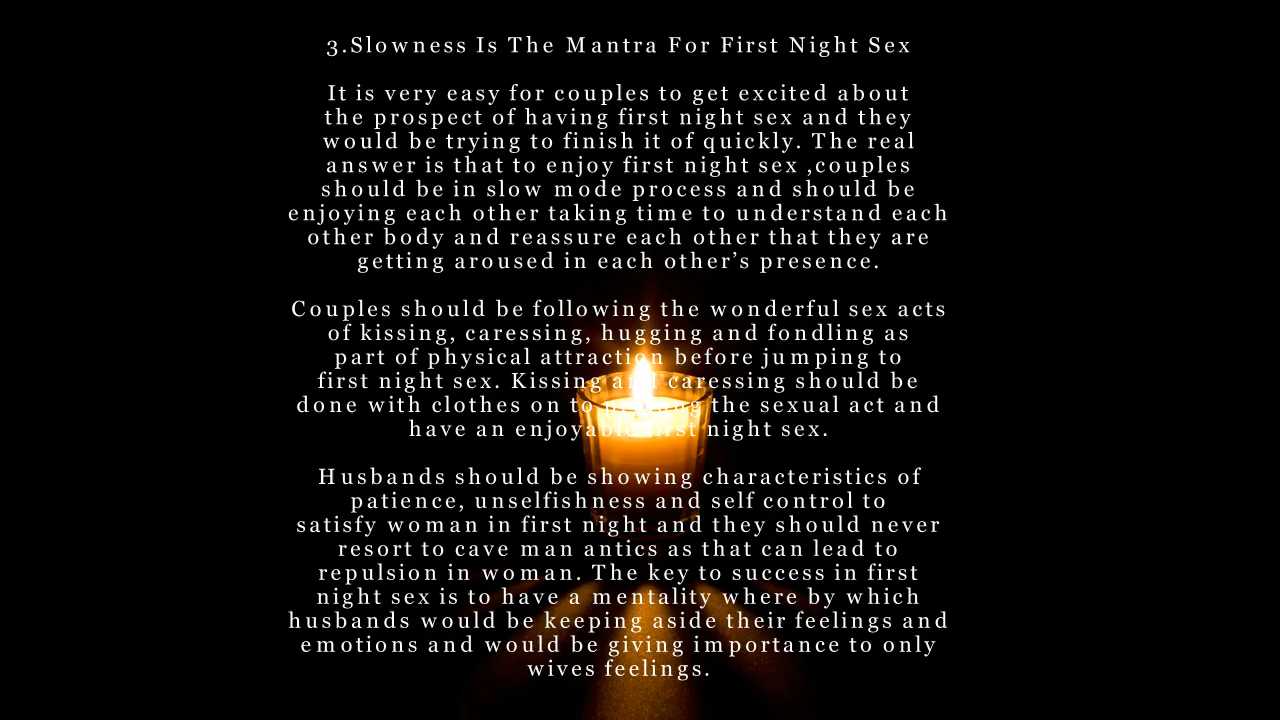 3.Slowness Is The Mantra For First Night Sex
It is very easy for couples to get excited about
the prospect of having first night sex and they
would be trying to finish it of quickly. The real
answer is that to enjoy first night sex ,couples
should be in slow mode process and should be
enjoying each other taking time to understand each
other body and reassure each other that they are
getting aroused in each other’s presence.
Couples should be following the wonderful sex acts
of kissing, caressing, hugging and fondling as
part of physical attraction before jumping to
first night sex. Kissing and caressing should be
done with clothes on to prolong the sexual act and
have an enjoyable first night sex.
Husbands should be showing characteristics of
patience, unselfishness and self control to
satisfy woman in first night and they should never
resort to cave man antics as that can lead to
repulsion in woman. The key to success in first
night sex is to have a mentality where by which
husbands would be keeping aside their feelings and
emotions and would be giving importance to only
wives feelings.